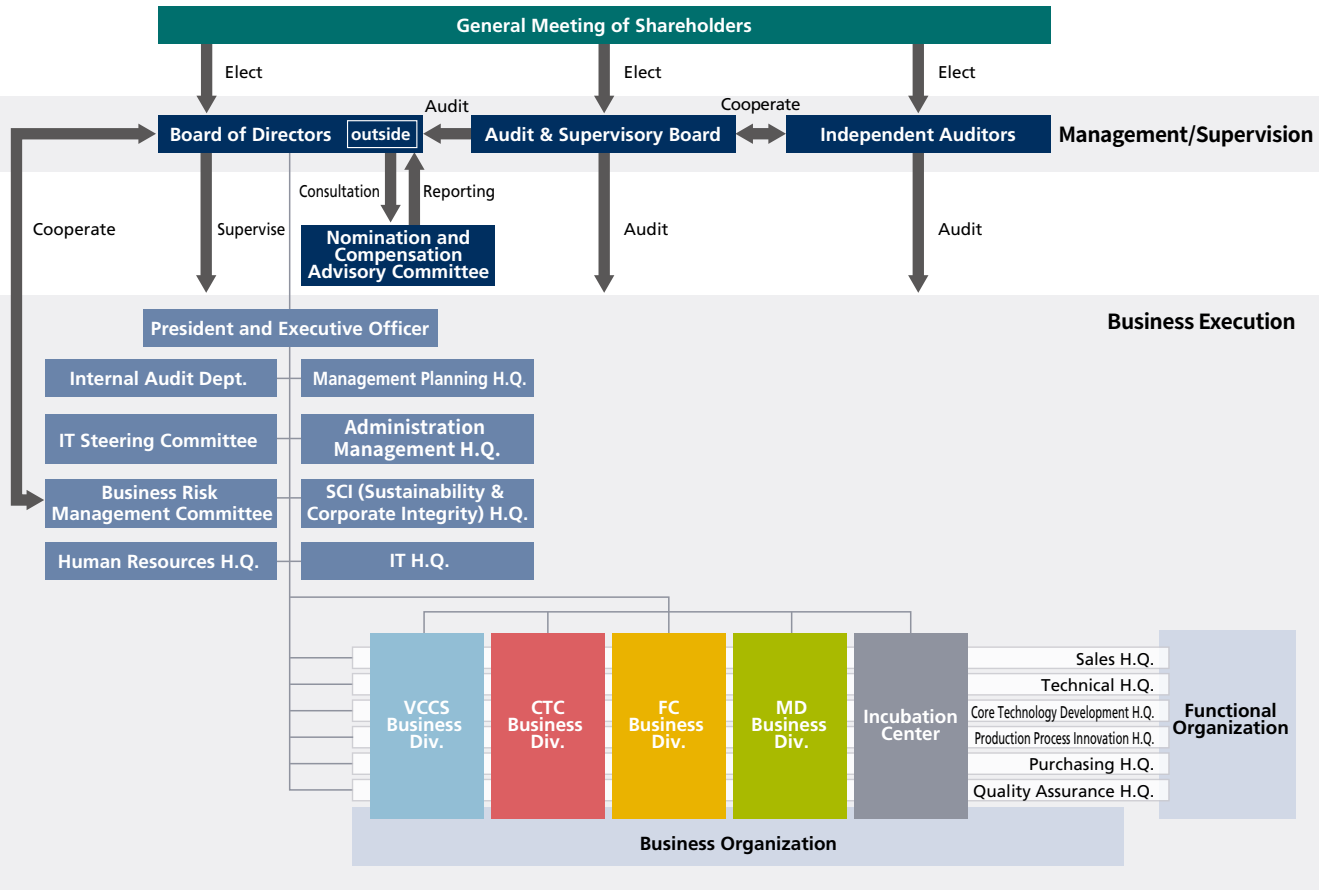 General Meeting of Shareholders
Elect
Elect
Elect
Audit
Cooperate
Board of Directors
outside
Audit & Supervisory Board
Independent Auditors
Management/Supervision
Consultation
Reporting
Cooperate
Supervise
Audit
Audit
Nomination and
Compensation
Advisory Committee
President and Executive Officer
Business Execution
Internal Audit Dept.
Management Planning H.Q.
IT Steering Committee
Administration
Management H.Q.
Business Risk
Management Committee
SCI (Sustainability &
Corporate Integrity) H.Q.
Human Resources H.Q.
IT H.Q.
VCCS
Business
Div.
CTC
Business
Div.
FC
Business
Div.
MD
Business
Div.
Incubation
Center
Sales H.Q.
Technical H.Q.
Core Technology Development H.Q.
Production Process Innovation H.Q.
Purchasing H.Q.
Quality Assurance H.Q.
Functional
Organization
Business Organization